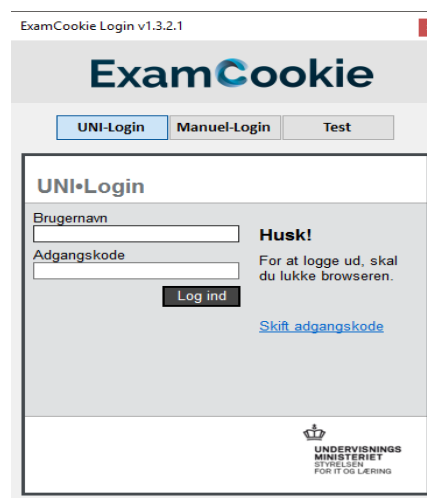 ExamCookie Login v1.3.2.1
ExamCookie
UNI-Login Manuel-Login Test
UNI•Login
Brugernavn
Adgangskode
Log ind
Husk!
For at logge ud, skal
du lukke browseren.
Skift adgangskode
UNDERVISNINGS
MINISTERIET
STYRELSEN
FOR IT OG LÆRING